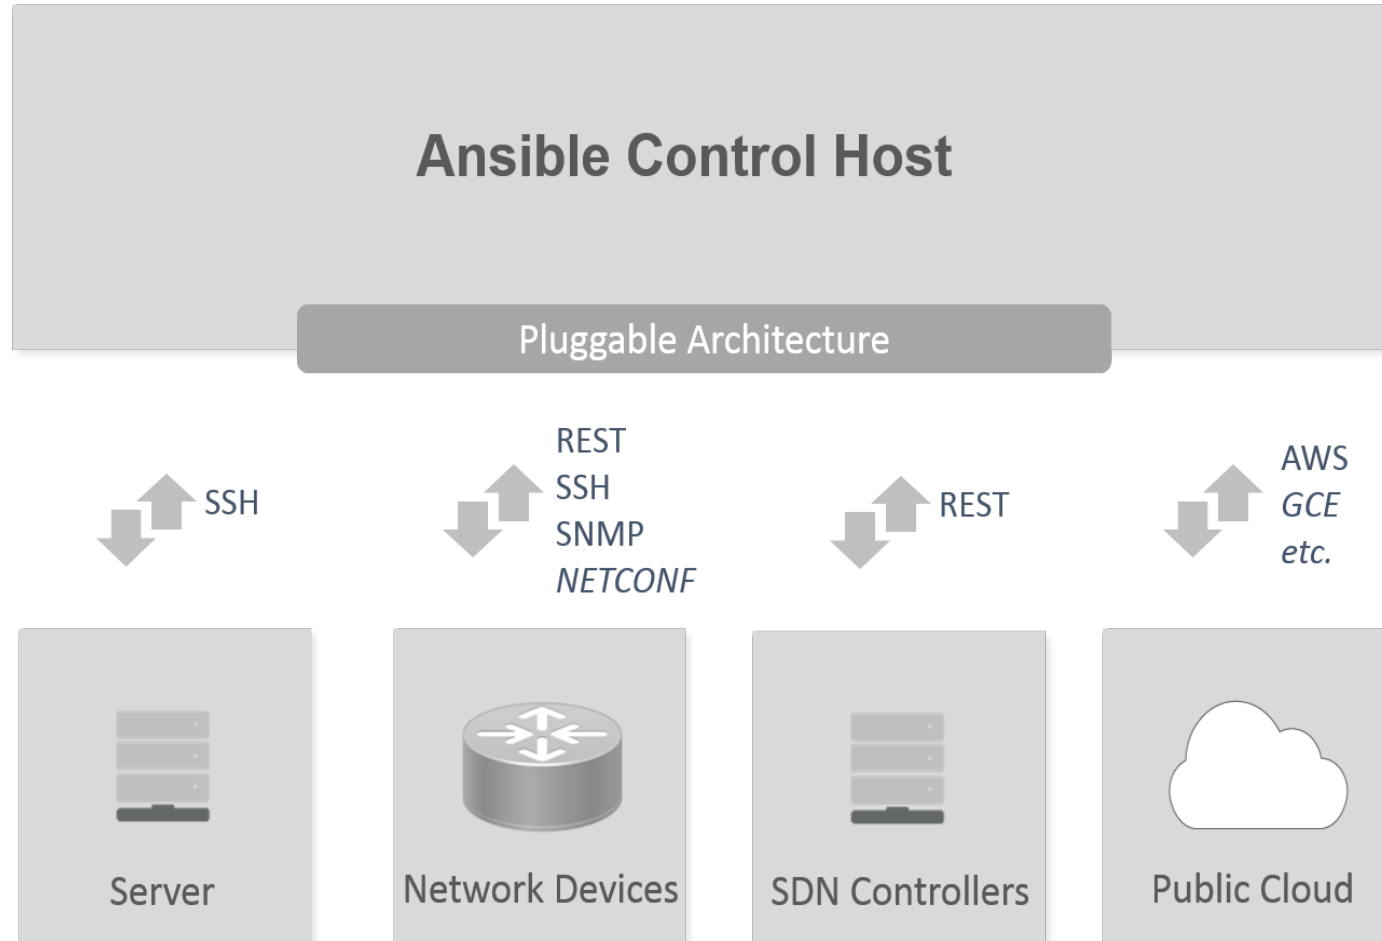 Ansible Control Host
Pluggable Architecture
SSH
REST
SSH
SNMP
NETCONF
REST
AWS
GCE
etc.
Server
Network Devices
SDN Controllers
Public Cloud